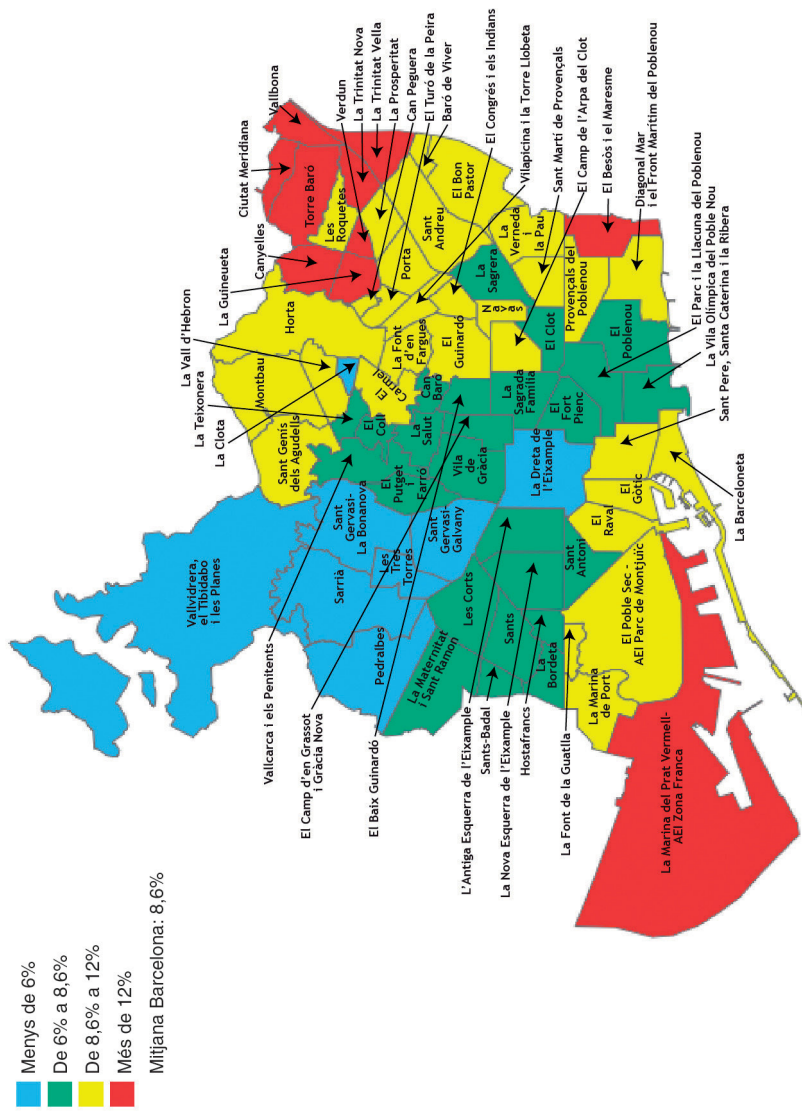 Menys de 6%
De 6% a 8,6%
De 8,6% a 12%
Més de 12%
Mitjana Barcelona: 8,6%
Vallvidrera,
el Tibidabo
i les Planes
Sant
Gervasi-
La Bonanova
Sarrià
Les
Tres
Torres
Sant
Gervasi-
Galvany
Pedralbes
La Maternitat
i Sant Ramon
Les Corts
Sants
La
Bordeta
Sant
Antoni
La Dreta de
l'Eixample
El
Raval
El
Gòtic
El Poble Sec -
AEI Parc de Montjuïc
La Marina
de Port
La Marina del Prat Vermell-
AEI Zona Franca
Vallcarca i els Penitents
El Camp d'en Grassot
i Gràcia Nova
El Baix Guinardó
L'Antiga Esquerra de l'Eixample
Sants-Badal
La Nova Esquerra de l'Eixample
Hostafrancs
La Font de la Guatlla
La Barceloneta
Sant Pere, Santa Caterina i la Ribera
La Vila Olímpica del Poble Nou
El Parc i la Llacuna del Poblenou
Diagonal Mar
i el Front Marítim del Poblenou
El Besòs i el Maresme
El Camp de l'Arpa del Clot
Sant Martí de Provençals
Vilapicina i la Torre Llobeta
El Congrés i els Indians
Baró de Viver
El Turó de la Peira
Can Peguera
La Prosperitat
La Trinitat Vella
La Trinitat Nova
Verdun
Vallbona
Ciutat Meridiana
Canyelles
La Guineueta
La Vall d'Hebron
La Teixonera
La Clota
Torre Baró
Les
Roquetes
Horta
Montbau
Sant Genís
dels Agudells
El
Carmel
El
Coll
La
Salut
Can
Baró
El
Putget
i
Farró
Vila
de
Gràcia
La Font
d'en
Fargues
El
Guinardó
Porta
Sant
Andreu
El Bon
Pastor
La
Sagrera
Navas
La
Verneda
i
la Pau
El Clot
Provençals del
Poblenou
La
Sagrada
Família
El
Fort
Pienc
El
Poblenou